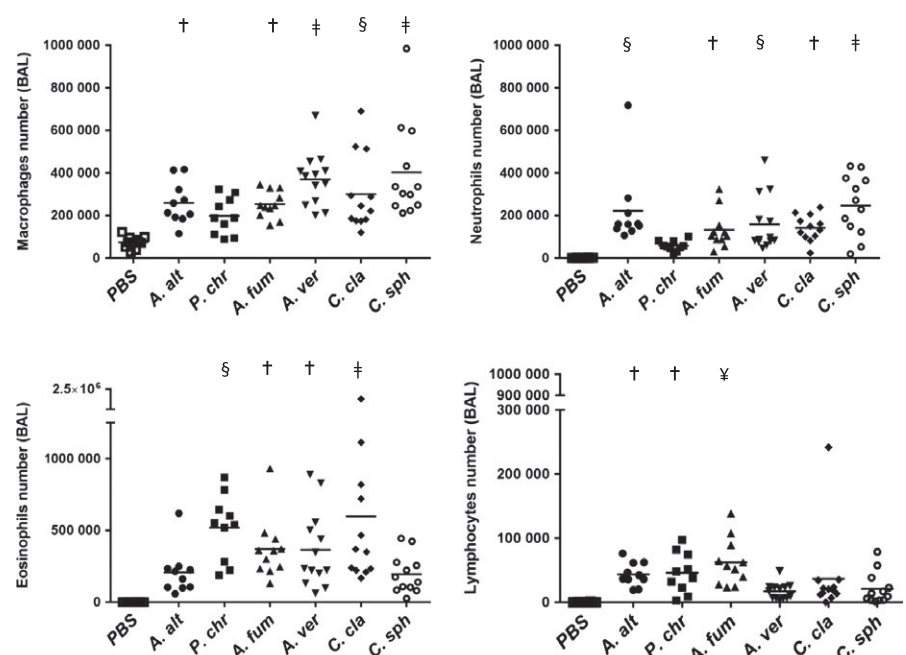 † † ‡ § ‡
Macrophages number (BAL)
1000 000
800 000
600 000
400 000
200 000
0
PBS A. alt P. chr A. fum A. ver C. cla C. sph
§ † § † ‡
Neutrophils number (BAL)
1000 000
800 000
600 000
400 000
200 000
0
PBS A. alt P. chr A. fum A. ver C. cla C. sph
§ † † ‡
Eosinophils number (BAL)
2.5× 10⁶
1000 000
500 000
0
PBS A. alt P. chr A. fum A. ver C. cla C. sph
† † ¥
Lymphocytes number (BAL)
1000 000
900 000
300 000
200 000
100 000
0
PBS A. alt P. chr A. fum A. ver C. cla C. sph